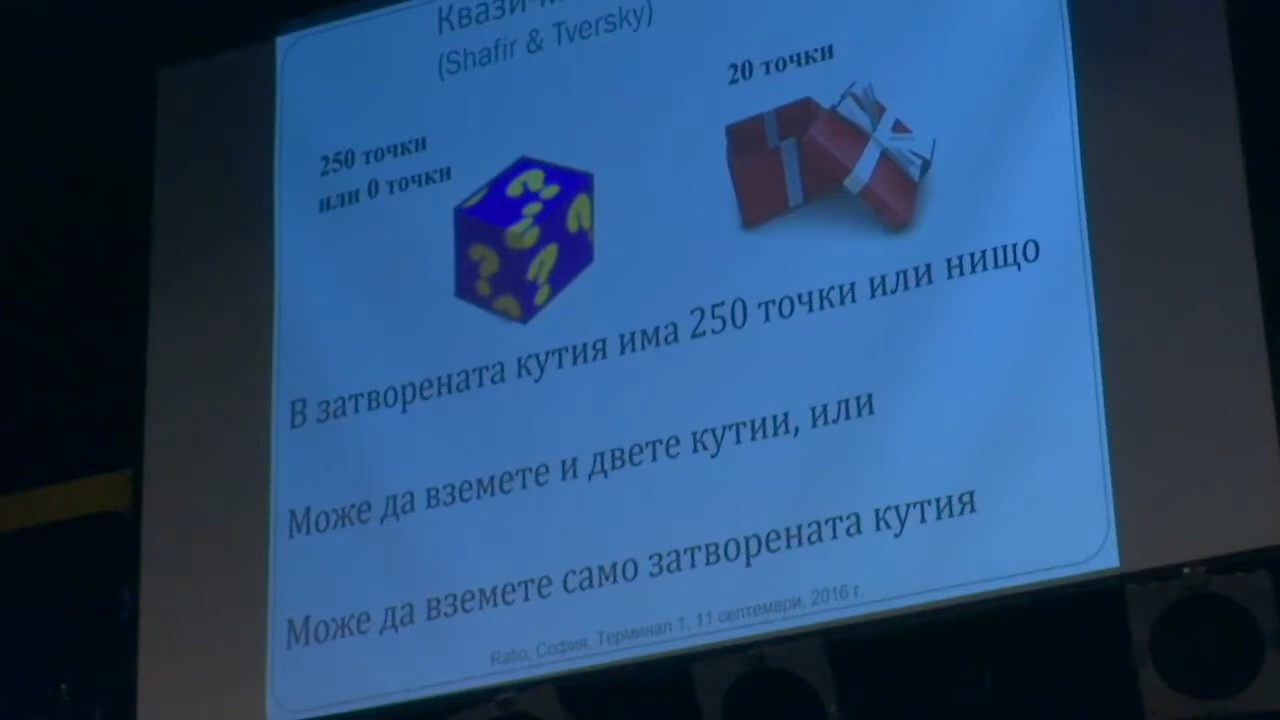 (Shafir & Tversky)
250 точки
или 0 точки
20 точки
В затворената кутия има 250 точки или нищо
Може да вземете и двете кутии, или
Може да вземете само затворената кутия
Ratio, София, Терминал 1, 11 септември, 2016 г.